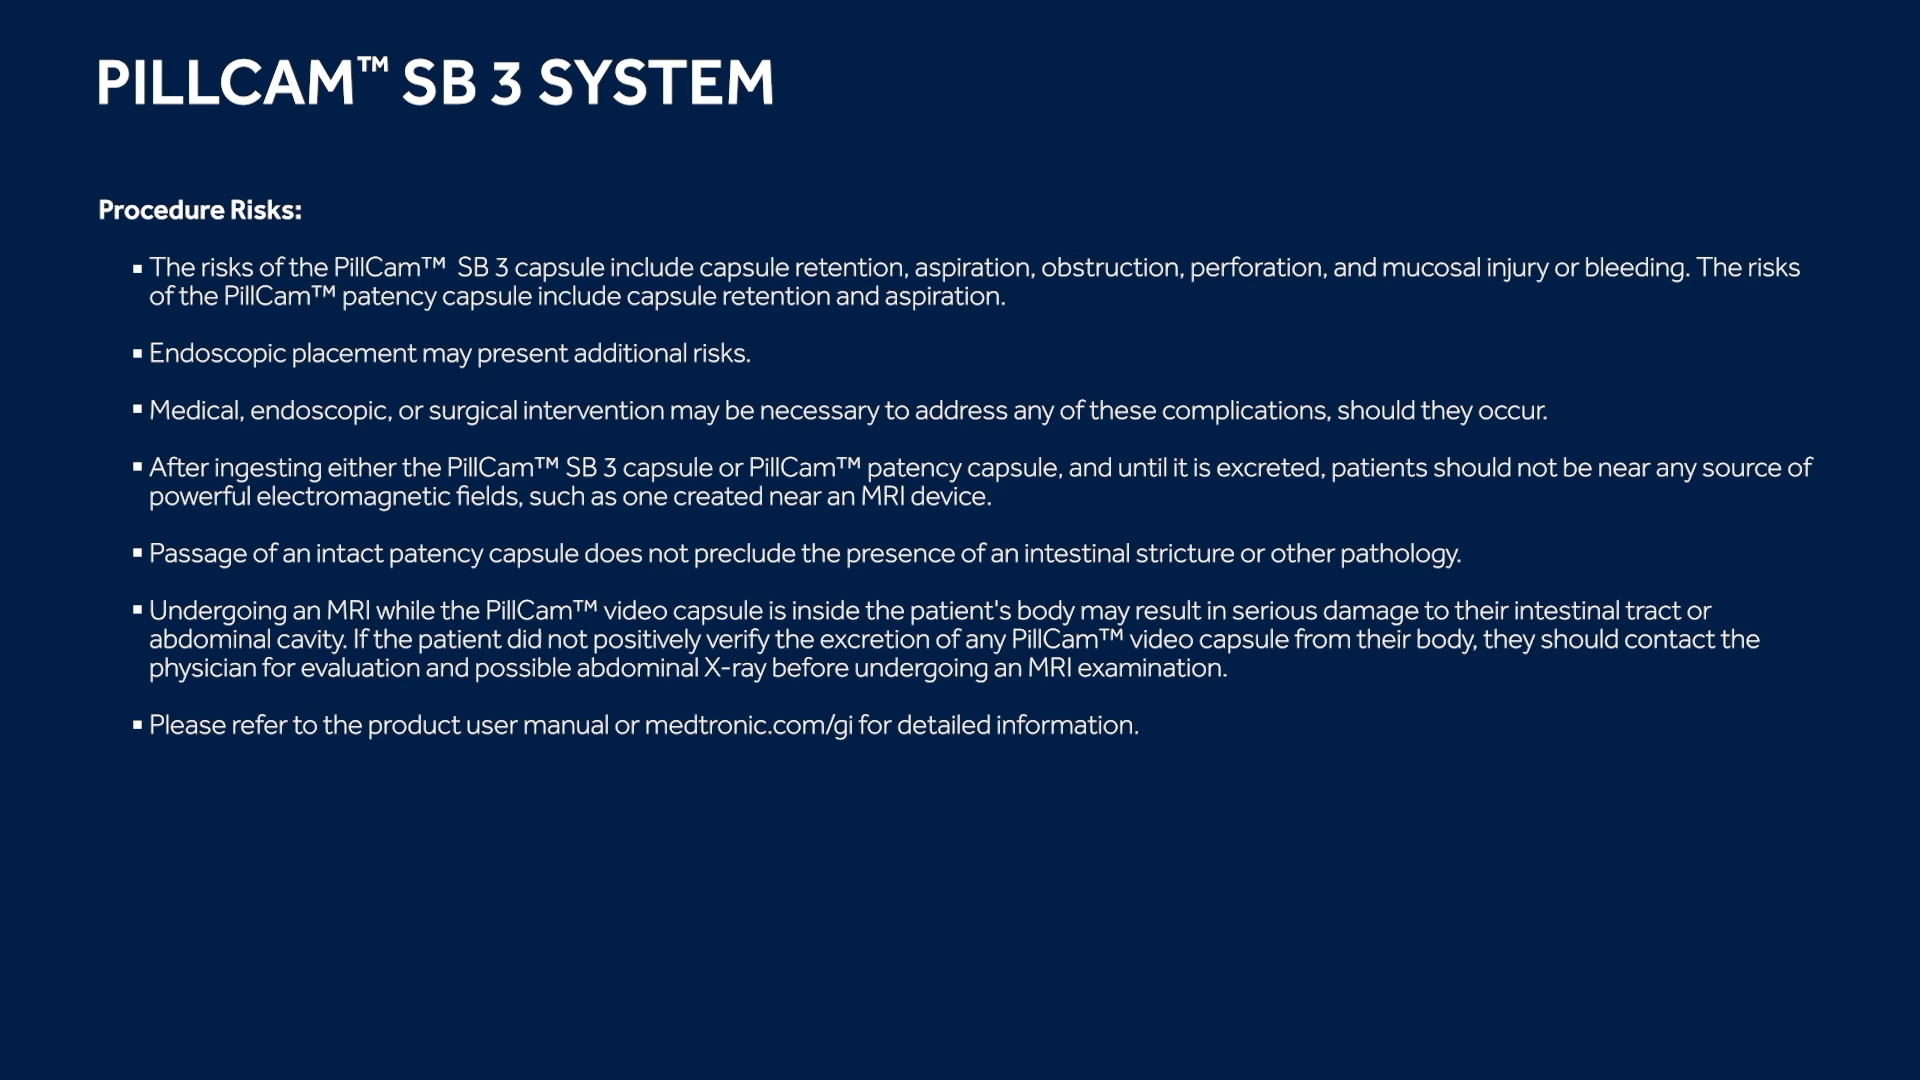 PILLCAM™ SB 3 SYSTEM
Procedure Risks:
▪ The risks of the PillCam™  SB 3 capsule include capsule retention, aspiration, obstruction, perforation, and mucosal injury or bleeding. The risks
of the PillCam™ patency capsule include capsule retention and aspiration.
▪ Endoscopic placement may present additional risks.
▪ Medical, endoscopic, or surgical intervention may be necessary to address any of these complications, should they occur.
▪ After ingesting either the PillCam™ SB 3 capsule or PillCam™ patency capsule, and until it is excreted, patients should not be near any source of
powerful electromagnetic fields, such as one created near an MRI device.
▪ Passage of an intact patency capsule does not preclude the presence of an intestinal stricture or other pathology.
▪ Undergoing an MRI while the PillCam™ video capsule is inside the patient's body may result in serious damage to their intestinal tract or
abdominal cavity. If the patient did not positively verify the excretion of any PillCam™ video capsule from their body, they should contact the
physician for evaluation and possible abdominal X-ray before undergoing an MRI examination.
▪ Please refer to the product user manual or medtronic.com/gi for detailed information.